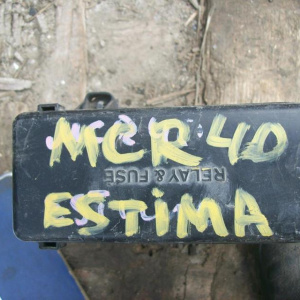 MCR 40
RELAY & FUSE
ESTIMA